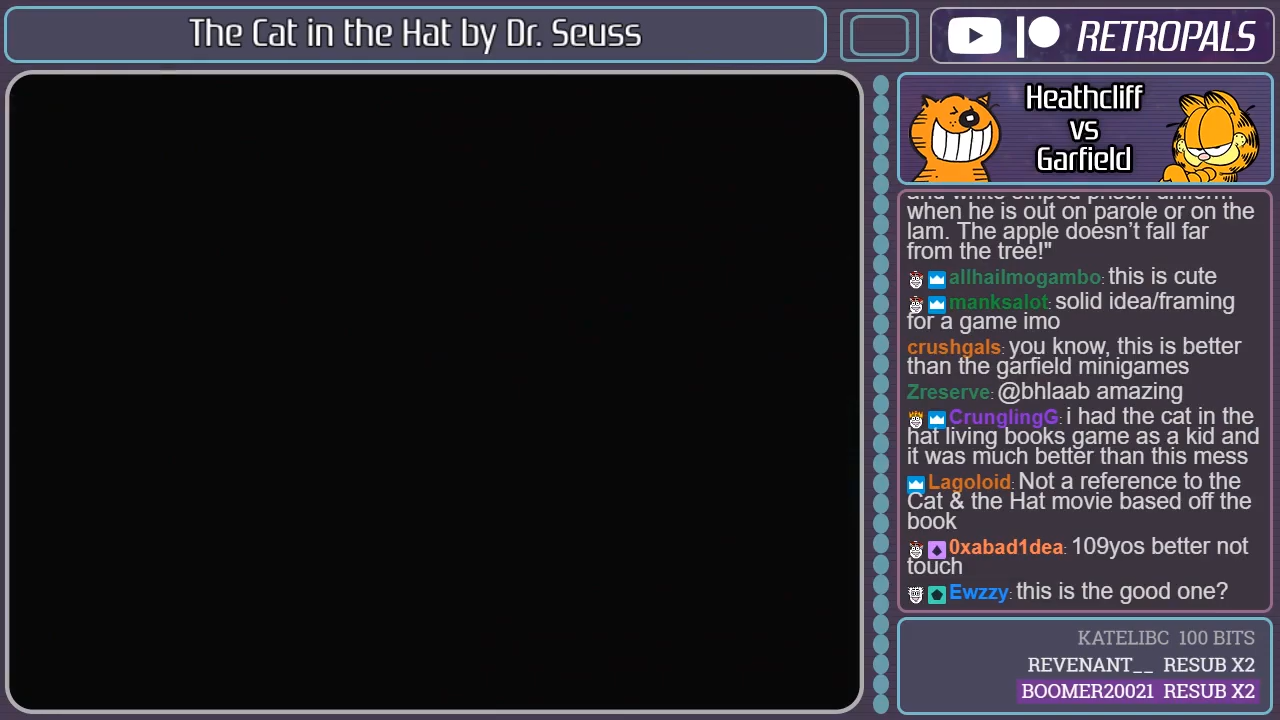 The Cat in the Hat by Dr. Seuss
RETROPALS
Heathcliff
vs
Garfield
and white striped prison uniform
when he is out on parole or on the
lam. The apple doesn’t fall far
from the tree!"
allhailmogambo: this is cute
manksalot: solid idea/framing
for a game imo
crushgals: you know, this is better
than the garfield minigames
Zreserve: @bhlaab amazing
CrunglingG: i had the cat in the
hat living books game as a kid and
it was much better than this mess
Lagoloid: Not a reference to the
Cat & the Hat movie based off the
book
0xabad1dea: 109yos better not
touch
Ewzzy: this is the good one?
KATELIBC 100 BITS
REVENANT__ RESUB X2
BOOMER20021 RESUB X2